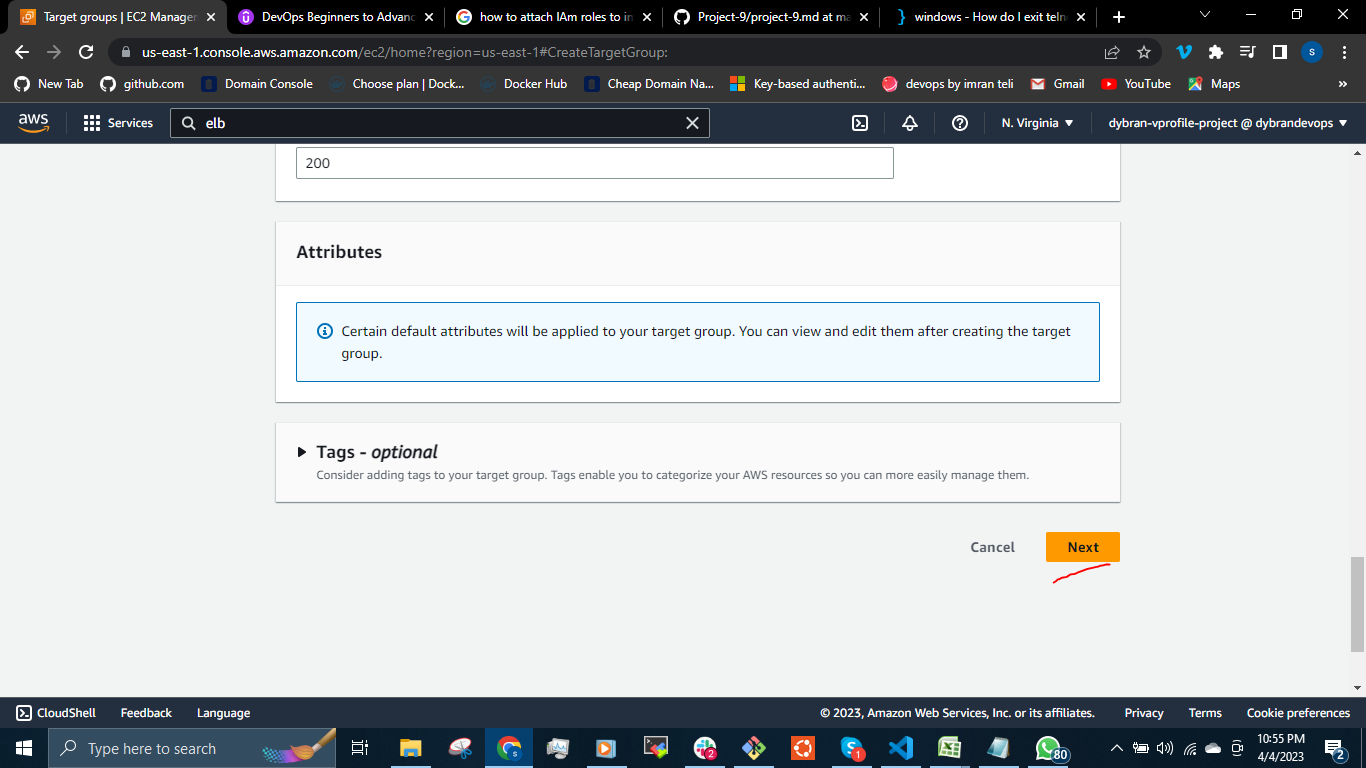 Target groups | EC2 Manager
DevOps Beginners to Advanc
how to attach IAm roles to in
Project-9/project-9.md at ma
windows - How do I exit teln
us-east-1.console.aws.amazon.com/ec2/home?region=us-east-1#CreateTargetGroup:
S
New Tab
github.com
Domain Console
Choose plan | Dock...
Docker Hub
Cheap Domain Na...
Key-based authenti...
devops by imran teli
Gmail
YouTube
Maps
»
aws
Services
elb
N. Virginia
dybran-vprofile-project @ dybrandevops
200
Attributes
Certain default attributes will be applied to your target group. You can view and edit them after creating the target
group.
Tags - optional
Consider adding tags to your target group. Tags enable you to categorize your AWS resources so you can more easily manage them.
Cancel
Next
CloudShell
Feedback
Language
© 2023, Amazon Web Services, Inc. or its affiliates.
Privacy
Terms
Cookie preferences
Type here to search
2
1
80
10:55 PM
4/4/2023
2